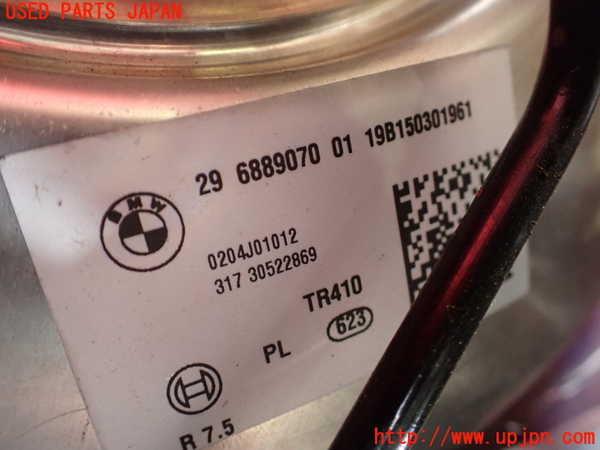 USED PARTS JAPAN
29 6889070 01 19B150301961
BMW
0204J01012
317 30522869
TR410
PL 623
R 7.5
http://www.upjpn.com